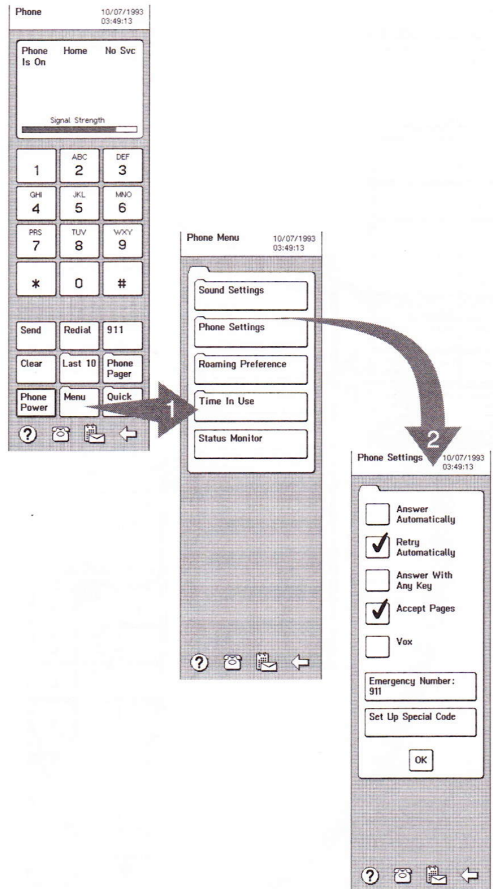 Phone
10/07/1993
03:49:13
Phone Home No Svc
Is On
Signal Strength
1
ABC
2
DEF
3
GHI
4
JKL
5
MNO
6
PRS
7
TUV
8
WXY
9
*
0
#
Send
Redial
911
Clear
Last 10
Phone
Pager
Phone
Power
Menu
Quick
?
1
Phone Menu
10/07/1993
03:49:13
Sound Settings
Phone Settings
Roaming Preference
Time In Use
Status Monitor
?
2
Phone Settings
10/07/1993
03:49:13
Answer
Automatically
Retry
Automatically
Answer With
Any Key
Accept Pages
Vox
Emergency Number:
911
Set Up Special Code
OK
?